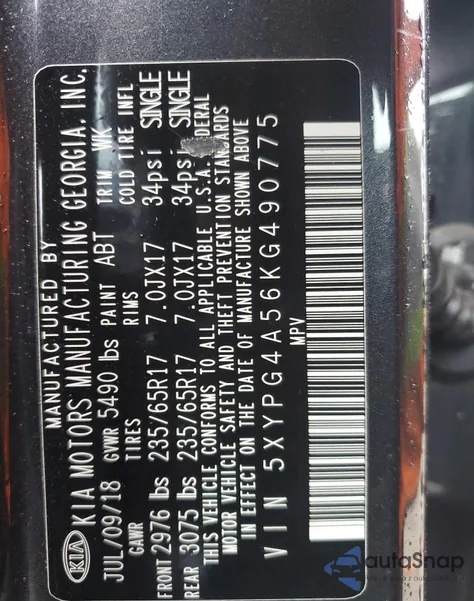 MANUFACTURED BY
KIA KIA MOTORS MANUFACTURING GEORGIA, INC.
JUL/09/18 GVWR 5490 lbs PAINT ABT TRIM WK
GAWR TIRES RIMS COLD TIRE INFL
FRONT 2976 lbs 235/65R17 7.0JX17 34psi SINGLE
REAR 3075 lbs 235/65R17 7.0JX17 34psi SINGLE
THIS VEHICLE CONFORMS TO ALL APPLICABLE U.S.A. FEDERAL
MOTOR VEHICLE SAFETY AND THEFT PREVENTION STANDARDS
IN EFFECT ON THE DATE OF MANUFACTURE SHOWN ABOVE
VIN 5XYPG4A56KG490775
MPV
autoSnap